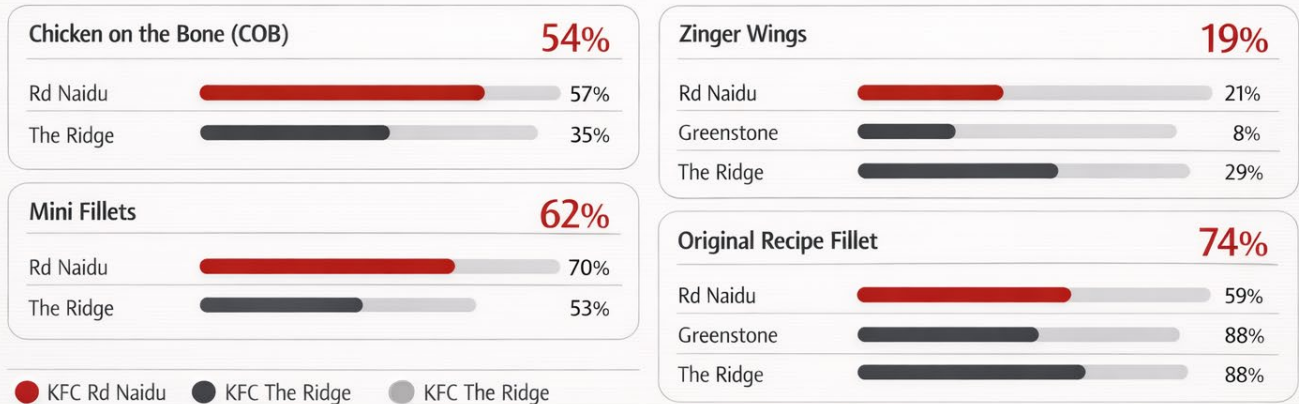 Chicken on the Bone (COB) 54%
Rd Naidu 57%
The Ridge 35%
Mini Fillets 62%
Rd Naidu 70%
The Ridge 53%
KFC Rd Naidu KFC The Ridge KFC The Ridge
Zinger Wings 19%
Rd Naidu 21%
Greenstone 8%
The Ridge 29%
Original Recipe Fillet 74%
Rd Naidu 59%
Greenstone 88%
The Ridge 88%